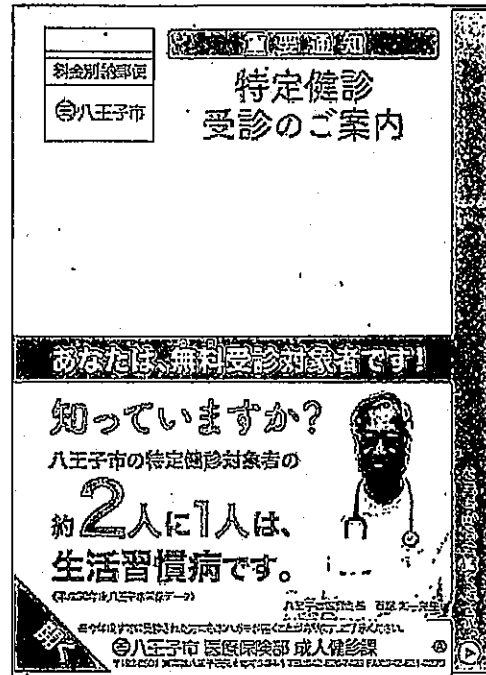 重要通知
料金別納郵便
八王子市
特定健診
受診のご案内
あなたは、無料受診対象者です!
知っていますか?
八王子市の特定健診対象者の
約2人に1人は、
生活習慣病です。
八王子市 医療保険部 成人健診課